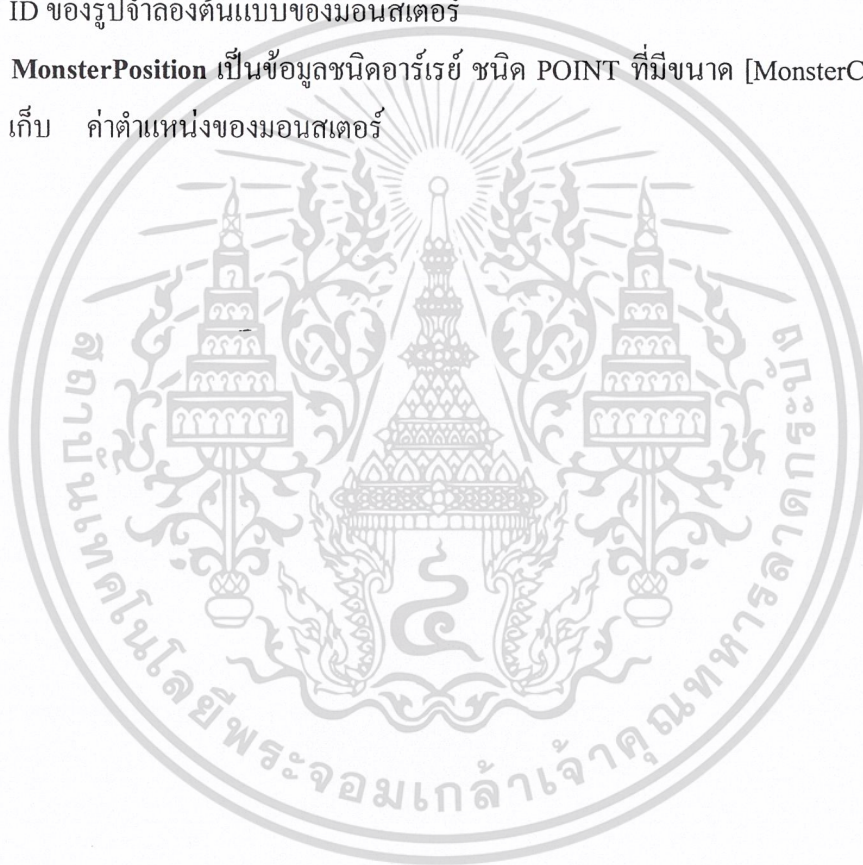 ID ของรูปจำลองต้นแบบของมอนสเตอร์
MonsterPosition เป็นข้อมูลชนิดอาร์เรย์ ชนิด POINT ที่มีขนาด [MonsterC
เก็บ ค่าตำแหน่งของมอนสเตอร์
สถาบันเทคโนโลยีพระจอมเกล้าเจ้าคุณทหารลาดกระบัง
๔